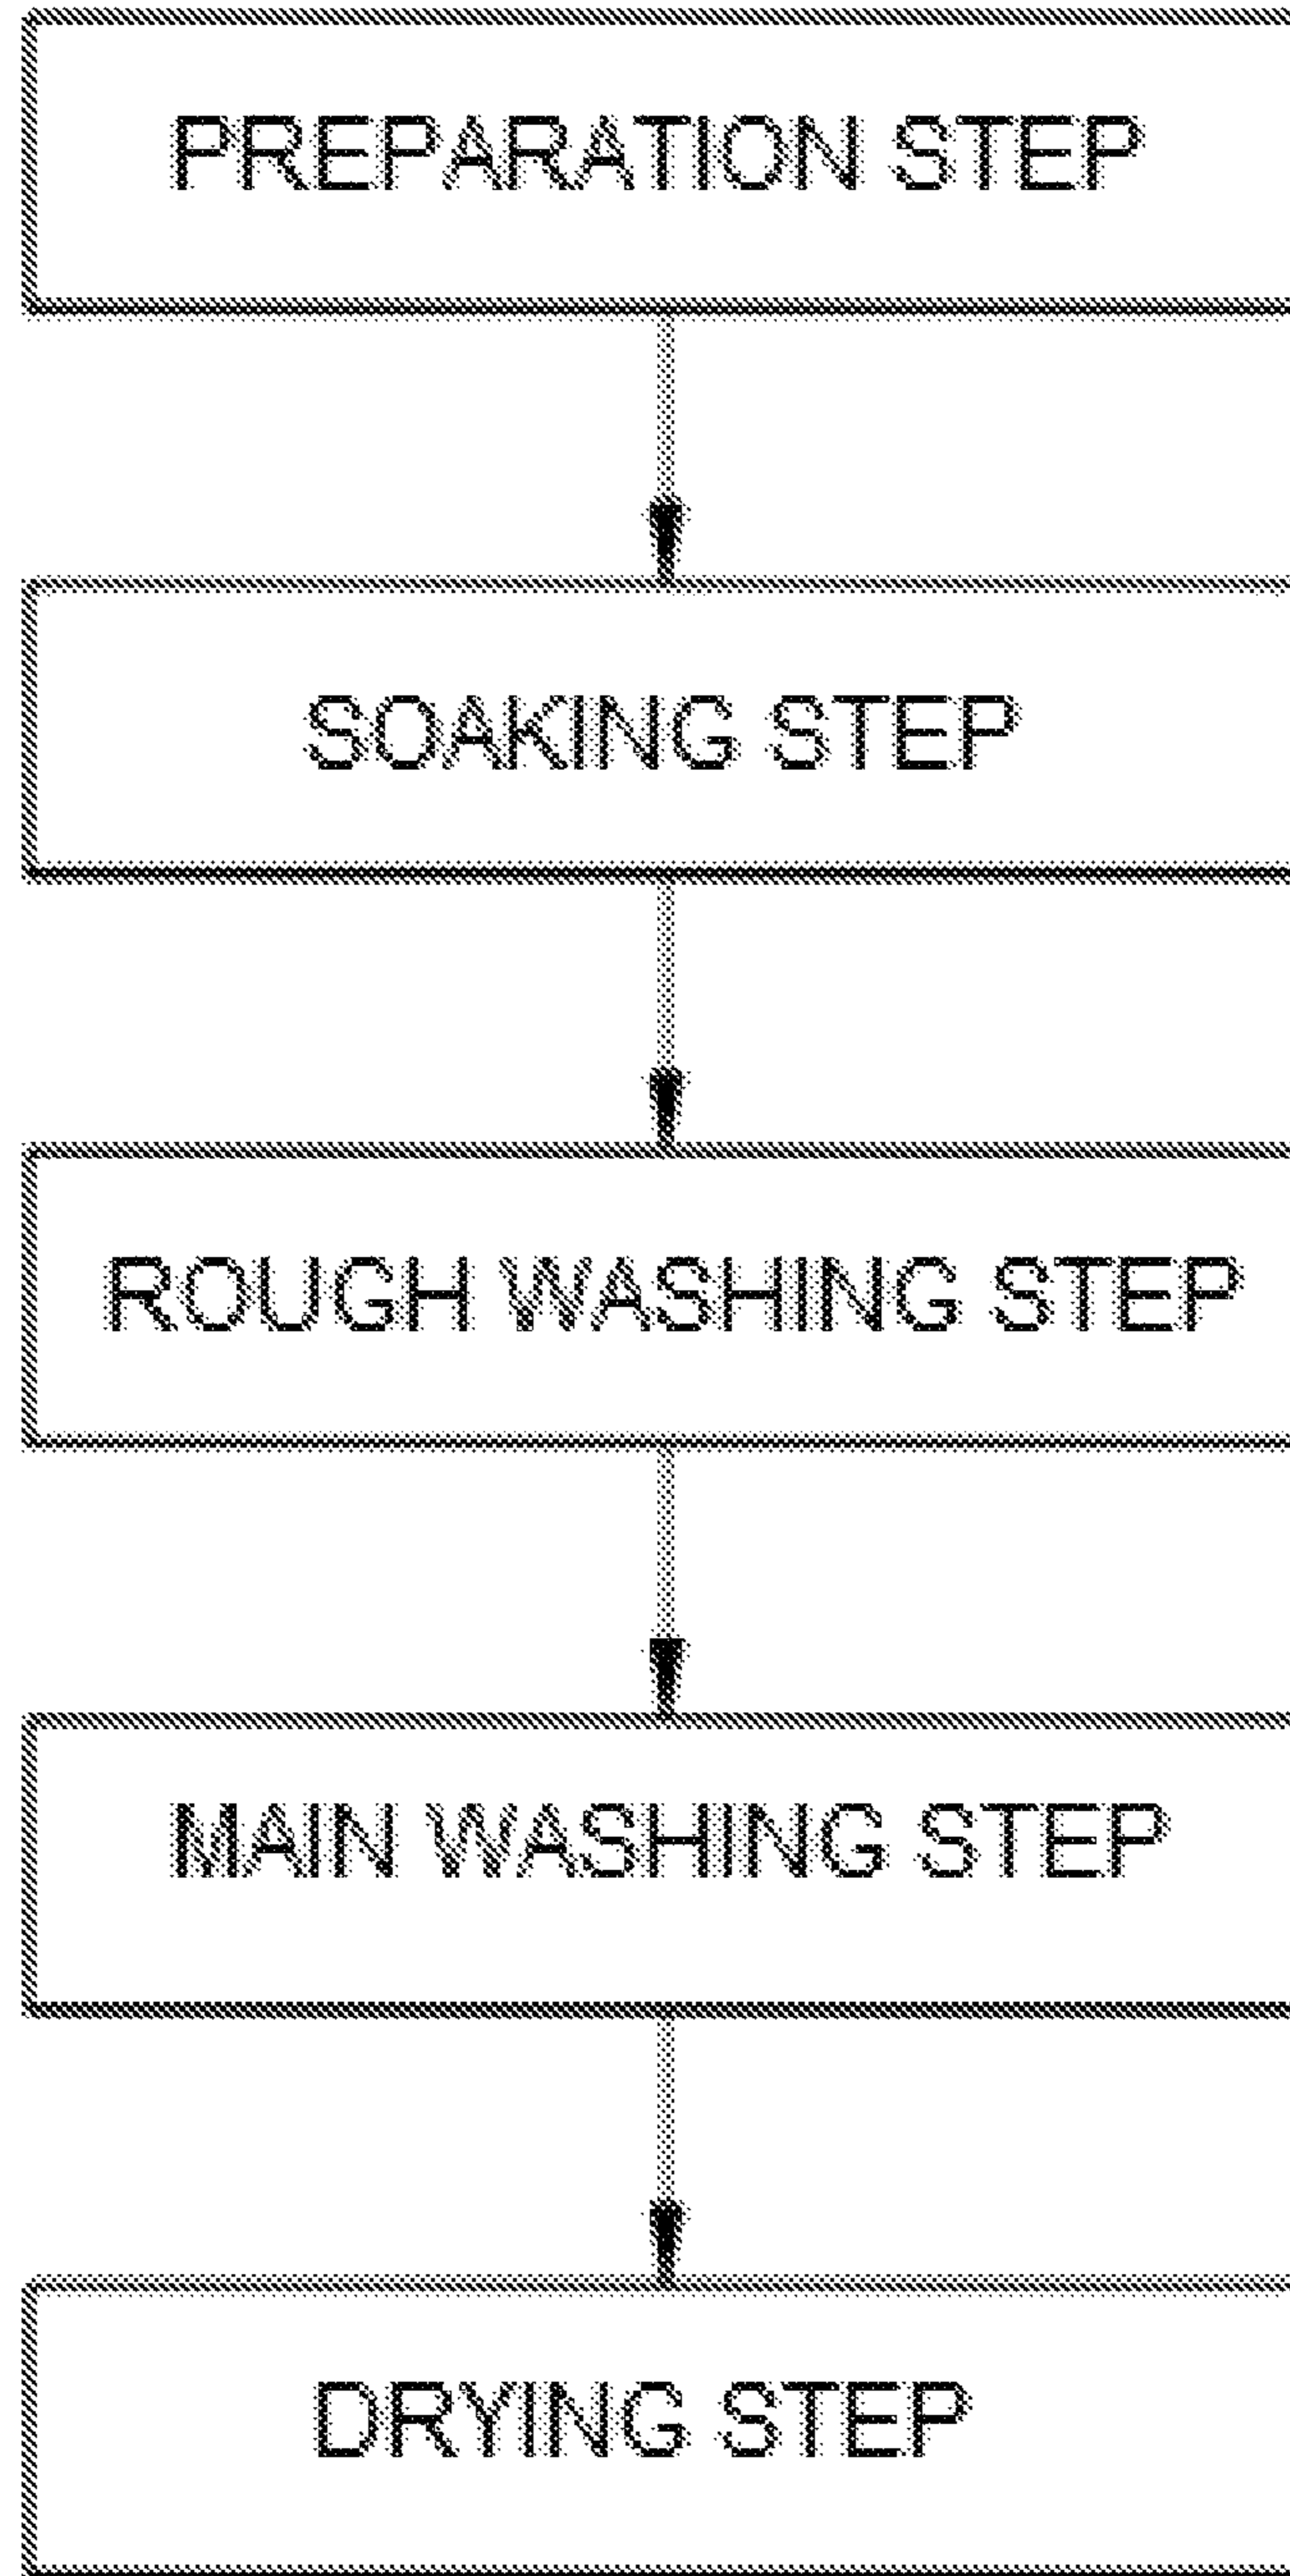 PREPARATION STEP
SOAKING STEP
ROUGH WASHING STEP
MAIN WASHING STEP
DRYING STEP